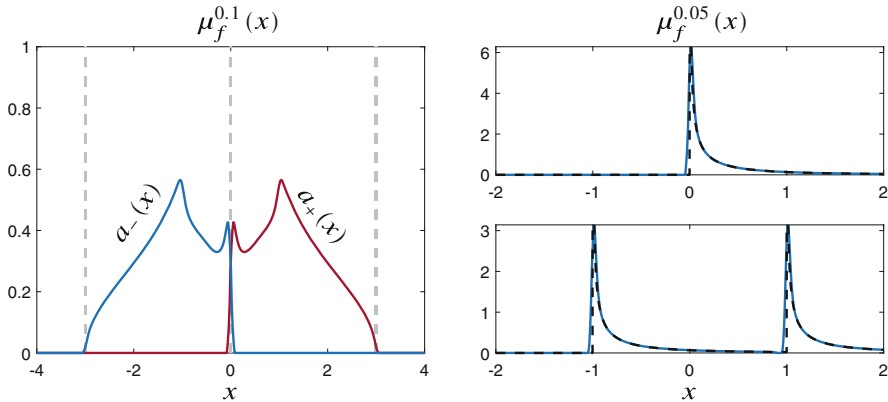 μ_f^{0.1}(x)
1
0.8
0.6
0.4
0.2
0
a_−(x)
a_+(x)
-4 -2 0 2 4
x
μ_f^{0.05}(x)
6
4
2
0
-2 -1 0 1 2
3
2
1
0
-2 -1 0 1 2
x